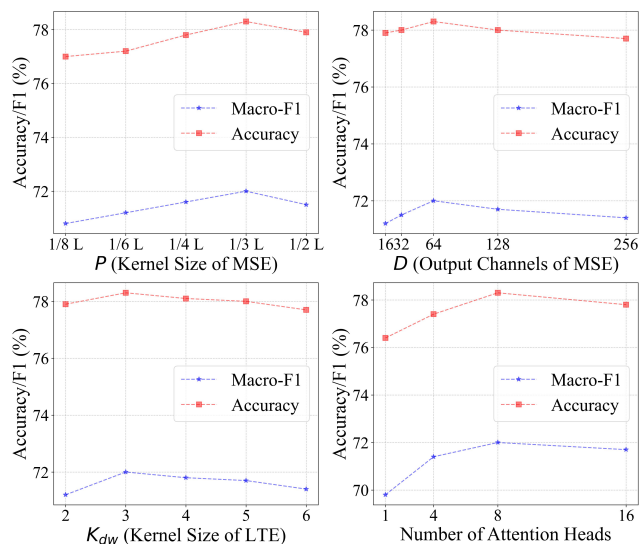 78
76
74
72
Accuracy/F1 (%)
Macro-F1
Accuracy
1/8 L 1/6 L 1/4 L 1/3 L 1/2 L
P (Kernel Size of MSE)
78
76
74
72
Accuracy/F1 (%)
Macro-F1
Accuracy
16 32 64 128 256
D (Output Channels of MSE)
78
76
74
72
Accuracy/F1 (%)
Macro-F1
Accuracy
2 3 4 5 6
K_dw (Kernel Size of LTE)
78
76
74
72
70
Accuracy/F1 (%)
Macro-F1
Accuracy
1 4 8 16
Number of Attention Heads